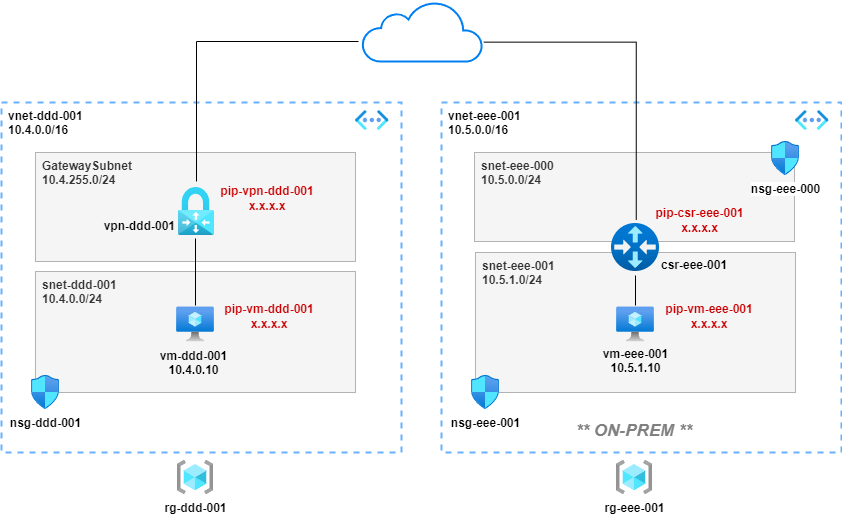 vnet-ddd-001
10.4.0.0/16
GatewaySubnet
10.4.255.0/24
pip-vpn-ddd-001
x.x.x.x
vpn-ddd-001
snet-ddd-001
10.4.0.0/24
pip-vm-ddd-001
x.x.x.x
vm-ddd-001
10.4.0.10
nsg-ddd-001
rg-ddd-001
vnet-eee-001
10.5.0.0/16
snet-eee-000
10.5.0.0/24
nsg-eee-000
pip-csr-eee-001
x.x.x.x
csr-eee-001
snet-eee-001
10.5.1.0/24
pip-vm-eee-001
x.x.x.x
vm-eee-001
10.5.1.10
nsg-eee-001
** ON-PREM **
rg-eee-001